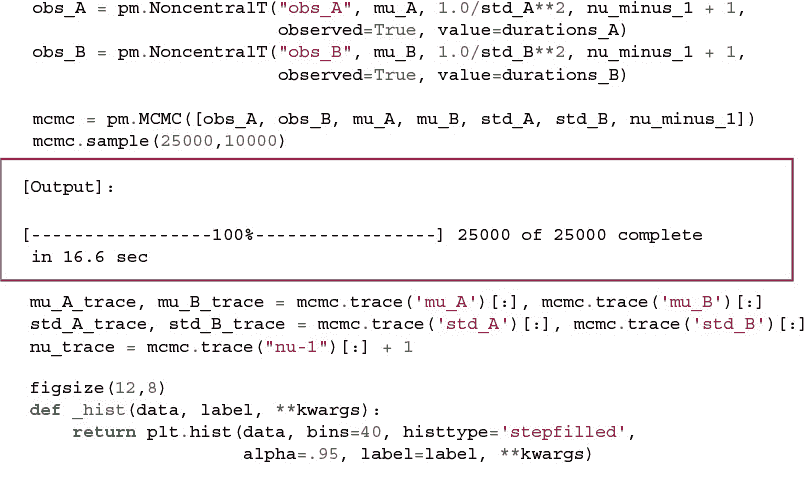 obs_A = pm.NoncentralT("obs_A", mu_A, 1.0/std_A**2, nu_minus_1 + 1,
                       observed=True, value=durations_A)
obs_B = pm.NoncentralT("obs_B", mu_B, 1.0/std_B**2, nu_minus_1 + 1,
                       observed=True, value=durations_B)
mcmc = pm.MCMC([obs_A, obs_B, mu_A, mu_B, std_A, std_B, nu_minus_1])
mcmc.sample(25000,10000)
[Output]:
[-----------------100%-----------------] 25000 of 25000 complete
in 16.6 sec
mu_A_trace, mu_B_trace = mcmc.trace('mu_A')[:], mcmc.trace('mu_B')[:]
std_A_trace, std_B_trace = mcmc.trace('std_A')[:], mcmc.trace('std_B')[:]
nu_trace = mcmc.trace("nu-1")[:] + 1
figsize(12,8)
def _hist(data, label, **kwargs):
    return plt.hist(data, bins=40, histtype='stepfilled',
                    alpha=.95, label=label, **kwargs)